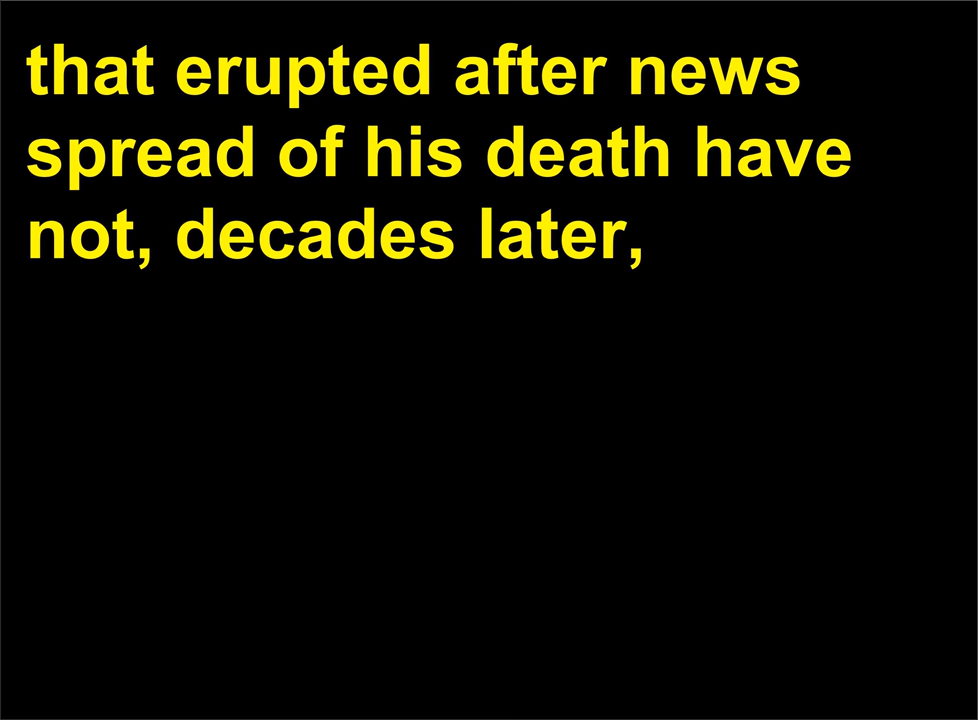 that erupted after news
spread of his death have
not, decades later,